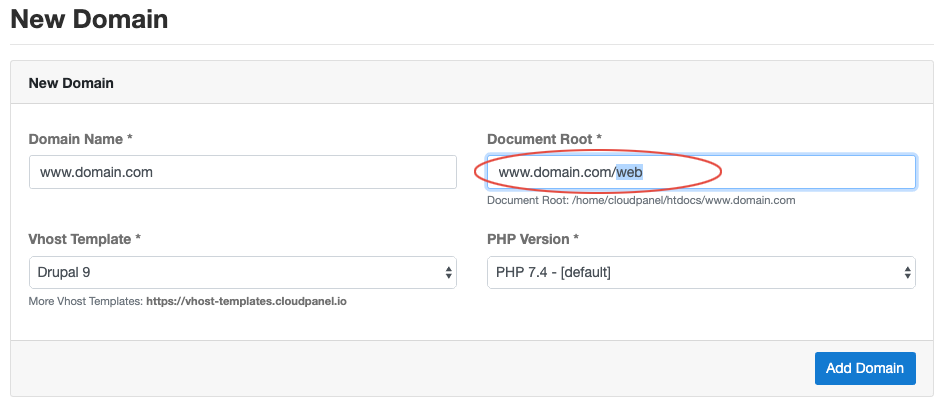 New Domain
New Domain
Domain Name *
Document Root *
www.domain.com
www.domain.com/web
Document Root: /home/cloudpanel/htdocs/www.domain.com
Vhost Template *
PHP Version *
Drupal 9
PHP 7.4 - [default]
More Vhost Templates: https://vhost-templates.cloudpanel.io
Add Domain